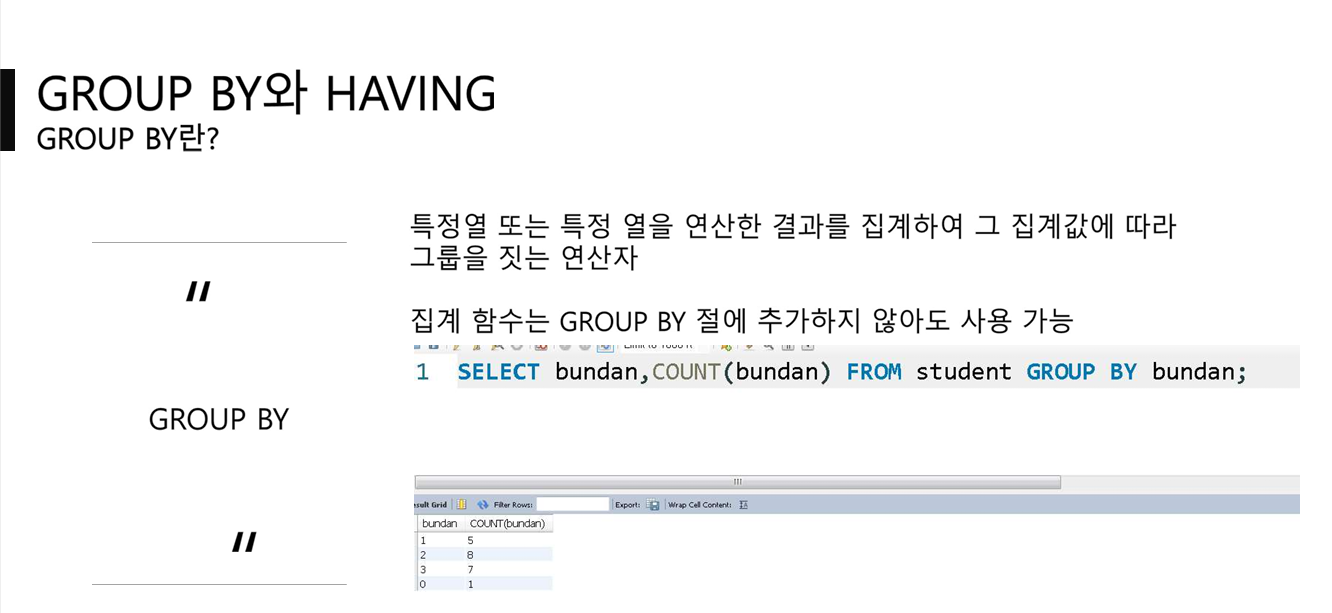 GROUP BY와 HAVING
GROUP BY란?
〃
GROUP BY
〃
특정열 또는 특정 열을 연산한 결과를 집계하여 그 집계값에 따라
그룹을 짓는 연산자
집계 함수는 GROUP BY 절에 추가하지 않아도 사용 가능
1 SELECT bundan,COUNT(bundan) FROM student GROUP BY bundan;
Grid Filter Rows: Export: Wrap Cell Content:
bundan COUNT(bundan)
1 5
2 8
3 7
0 1